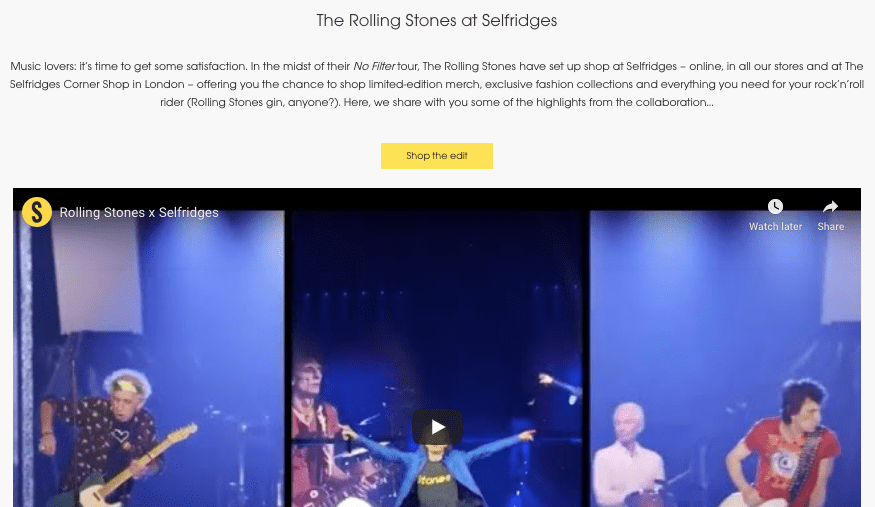 The Rolling Stones at Selfridges
Music lovers: it's time to get some satisfaction. In the midst of their No Filter tour, The Rolling Stones have set up shop at Selfridges – online, in all our stores and at The
Selfridges Corner Shop in London – offering you the chance to shop limited-edition merch, exclusive fashion collections and everything you need for your rock'n'roll
rider (Rolling Stones gin, anyone?). Here, we share with you some of the highlights from the collaboration...
Shop the edit
S
Rolling Stones x Selfridges
Watch later
Share
Stones